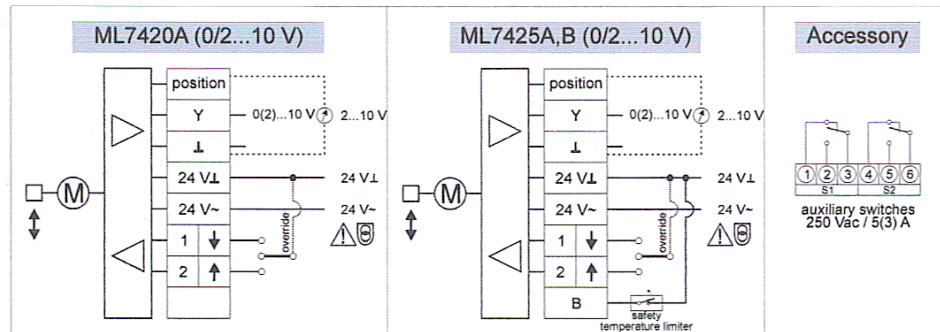 ML7420A (0/2...10 V)
position
Y
0(2)...10 V
2...10 V
⊥
24 V⊥
24 V⊥
24 V~
24 V~
1
2
override
M
ML7425A,B (0/2...10 V)
position
Y
0(2)...10 V
2...10 V
⊥
24 V⊥
24 V⊥
24 V~
24 V~
1
2
B
override
M
*
safety
temperature limiter
Accessory
1 2 3 4 5 6
S1 S2
auxiliary switches
250 Vac / 5(3) A